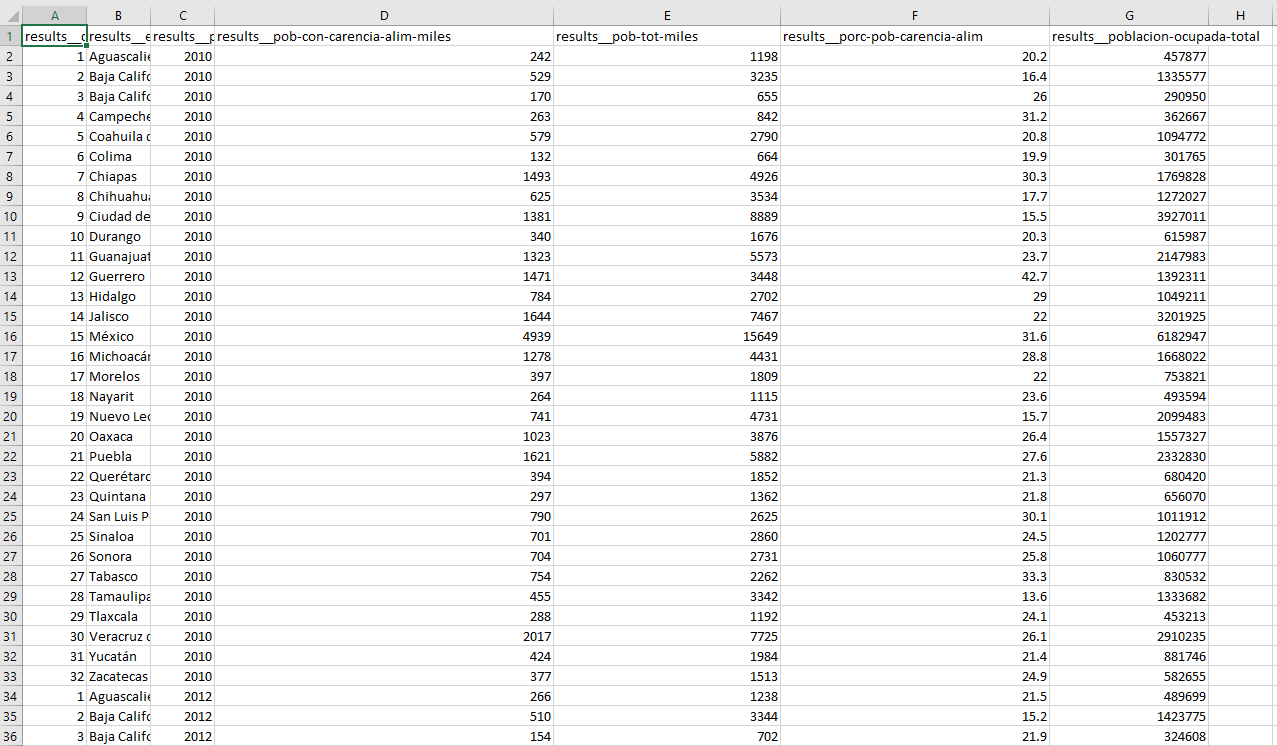 A B C D E F G H
1 results__ results__e results__p results__pob-con-carencia-alim-miles results__pob-tot-miles results__porc-pob-carencia-alim results__poblacion-ocupada-total
2 1 Aguascalie 2010 242 1198 20.2 457877
3 2 Baja Califo 2010 529 3235 16.4 1335577
4 3 Baja Califo 2010 170 655 26 290950
5 4 Campeche 2010 263 842 31.2 362667
6 5 Coahuila d 2010 579 2790 20.8 1094772
7 6 Colima 2010 132 664 19.9 301765
8 7 Chiapas 2010 1493 4926 30.3 1769828
9 8 Chihuahua 2010 625 3534 17.7 1272027
10 9 Ciudad de 2010 1381 8889 15.5 3927011
11 10 Durango 2010 340 1676 20.3 615987
12 11 Guanajuat 2010 1323 5573 23.7 2147983
13 12 Guerrero 2010 1471 3448 42.7 1392311
14 13 Hidalgo 2010 784 2702 29 1049211
15 14 Jalisco 2010 1644 7467 22 3201925
16 15 México 2010 4939 15649 31.6 6182947
17 16 Michoacán 2010 1278 4431 28.8 1668022
18 17 Morelos 2010 397 1809 22 753821
19 18 Nayarit 2010 264 1115 23.6 493594
20 19 Nuevo Leo 2010 741 4731 15.7 2099483
21 20 Oaxaca 2010 1023 3876 26.4 1557327
22 21 Puebla 2010 1621 5882 27.6 2332830
23 22 Querétaro 2010 394 1852 21.3 680420
24 23 Quintana 2010 297 1362 21.8 656070
25 24 San Luis P 2010 790 2625 30.1 1011912
26 25 Sinaloa 2010 701 2860 24.5 1202777
27 26 Sonora 2010 704 2731 25.8 1060777
28 27 Tabasco 2010 754 2262 33.3 830532
29 28 Tamaulipa 2010 455 3342 13.6 1333682
30 29 Tlaxcala 2010 288 1192 24.1 453213
31 30 Veracruz d 2010 2017 7725 26.1 2910235
32 31 Yucatán 2010 424 1984 21.4 881746
33 32 Zacatecas 2010 377 1513 24.9 582655
34 1 Aguascalie 2012 266 1238 21.5 489699
35 2 Baja Califo 2012 510 3344 15.2 1423775
36 3 Baja Califo 2012 154 702 21.9 324608